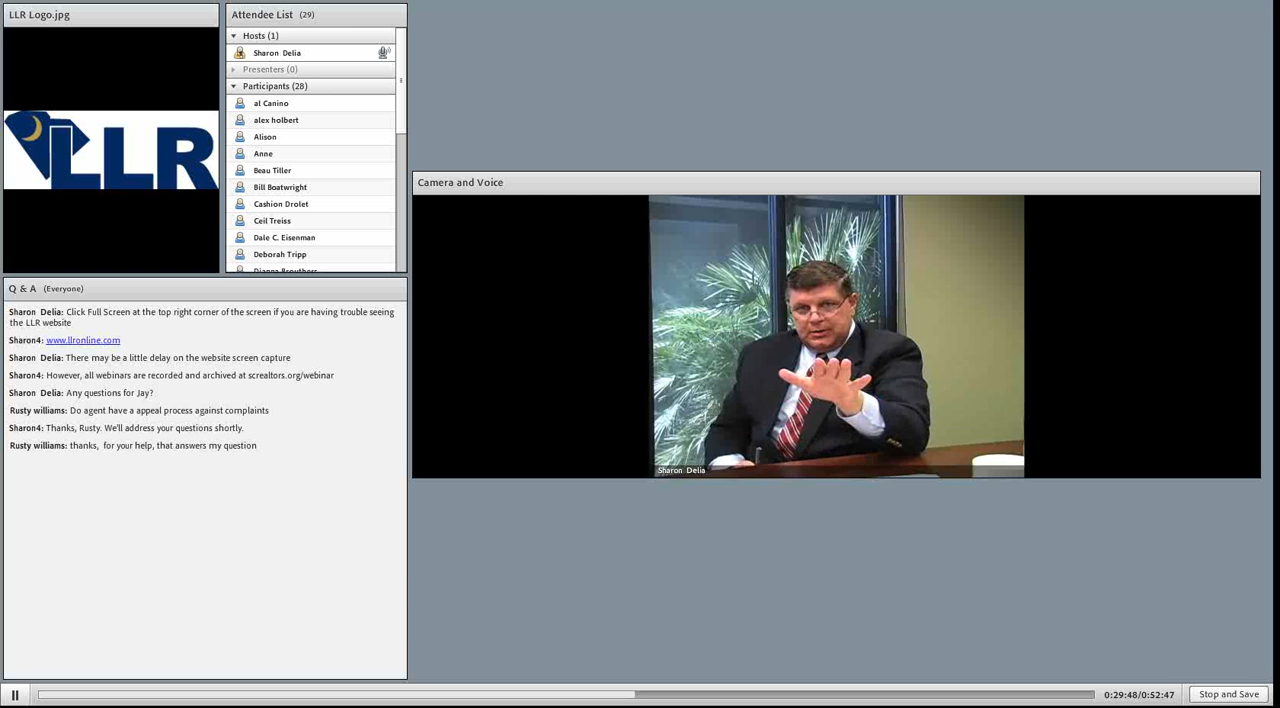 LLR Logo.jpg
LLR
Attendee List (29)
Hosts (1)
Sharon Delia
Presenters (0)
Participants (28)
al Canino
alex holbert
Alison
Anne
Beau Tiller
Bill Boatwright
Cashion Drolet
Ceil Treiss
Dale C. Eisenman
Deborah Tripp
Dianna Brouthers
Q & A (Everyone)
Sharon Delia: Click Full Screen at the top right corner of the screen if you are having trouble seeing
the LLR website
Sharon4: www.llronline.com
Sharon Delia: There may be a little delay on the website screen capture
Sharon4: However, all webinars are recorded and archived at screaltors.org/webinar
Sharon Delia: Any questions for Jay?
Rusty williams: Do agent have a appeal process against complaints
Sharon4: Thanks, Rusty. We'll address your questions shortly.
Rusty williams: thanks, for your help, that answers my question
Camera and Voice
Sharon Delia
0:29:48/0:52:47
Stop and Save